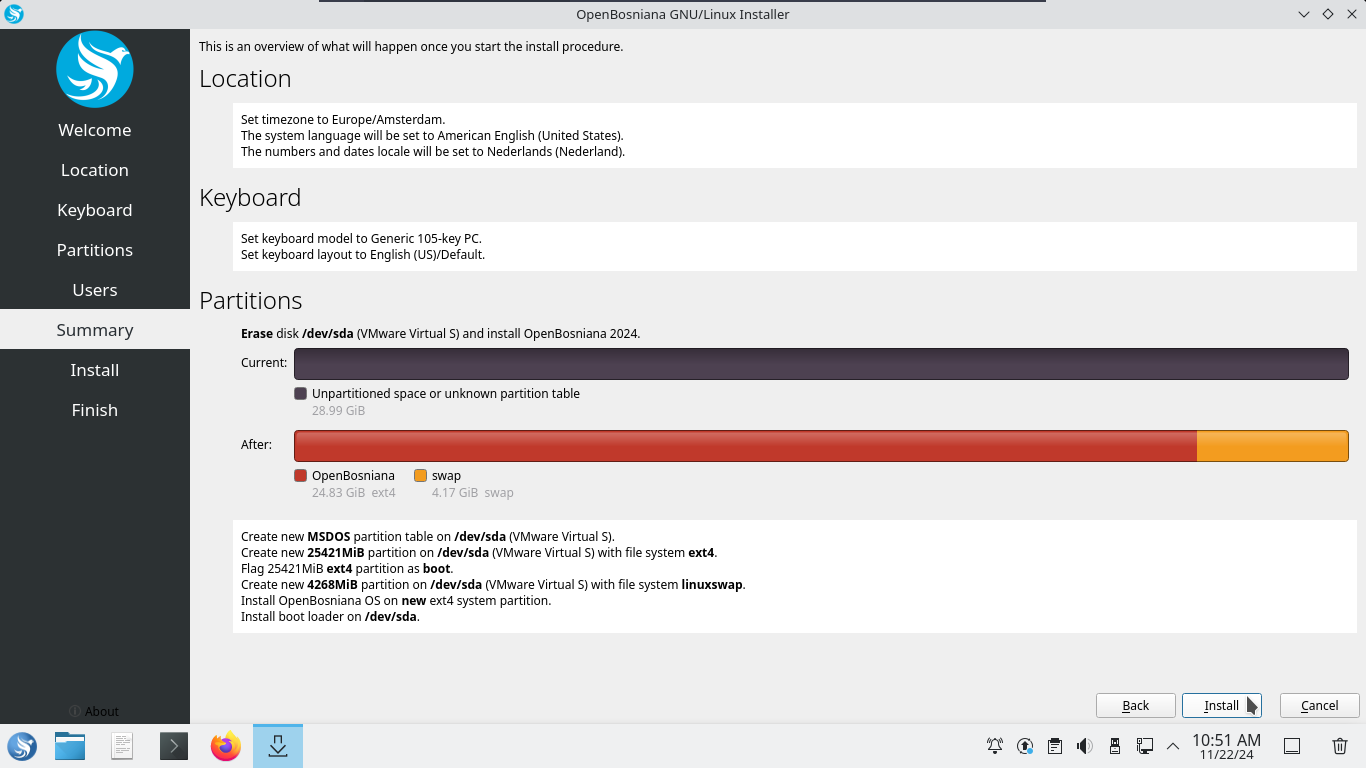 OpenBosniana GNU/Linux Installer
Welcome
Location
Keyboard
Partitions
Users
Summary
Install
Finish
About
This is an overview of what will happen once you start the install procedure.
Location
Set timezone to Europe/Amsterdam.
The system language will be set to American English (United States).
The numbers and dates locale will be set to Nederlands (Nederland).
Keyboard
Set keyboard model to Generic 105-key PC.
Set keyboard layout to English (US)/Default.
Partitions
Erase disk /dev/sda (VMware Virtual S) and install OpenBosniana 2024.
Current:
Unpartitioned space or unknown partition table
28.99 GiB
After:
OpenBosniana swap
24.83 GiB ext4 4.17 GiB swap
Create new MSDOS partition table on /dev/sda (VMware Virtual S).
Create new 25421MiB partition on /dev/sda (VMware Virtual S) with file system ext4.
Flag 25421MiB ext4 partition as boot.
Create new 4268MiB partition on /dev/sda (VMware Virtual S) with file system linuxswap.
Install OpenBosniana OS on new ext4 system partition.
Install boot loader on /dev/sda.
Back Install Cancel
10:51 AM
11/22/24